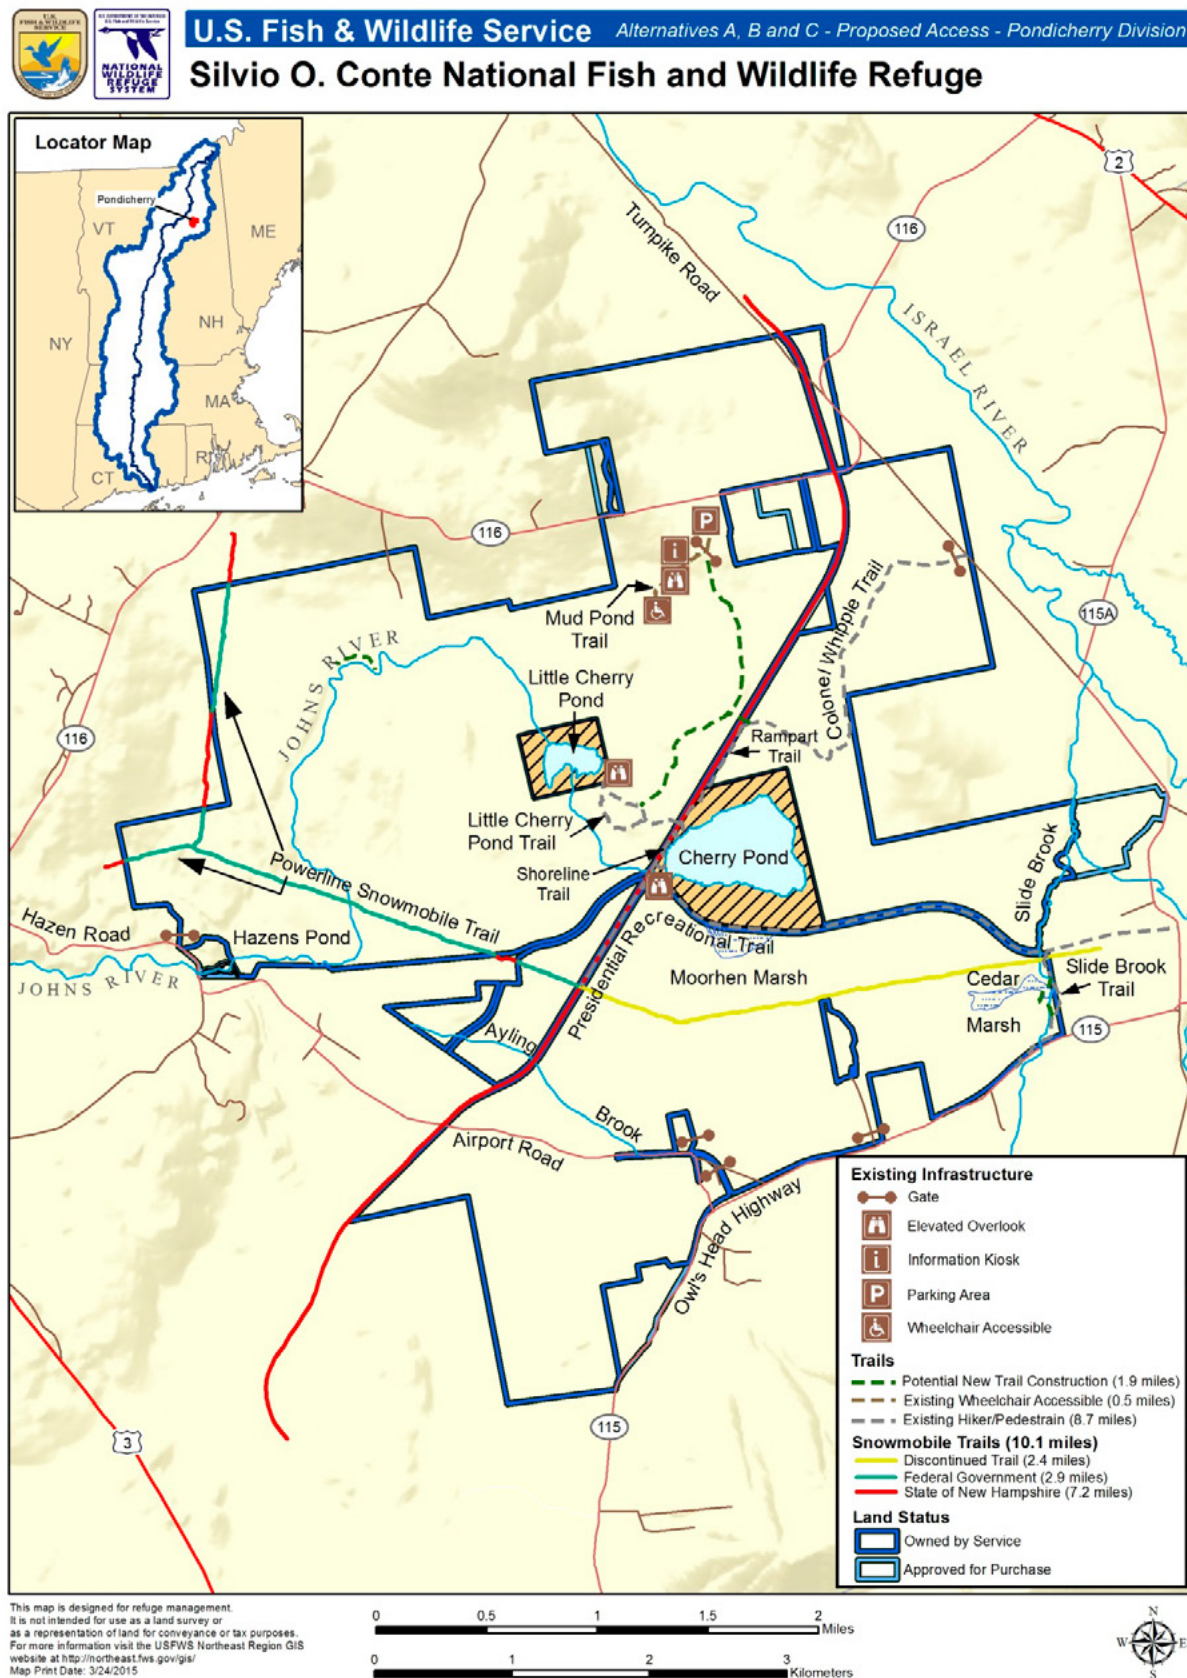 U.S.
FISH & WILDLIFE
SERVICE
NATIONAL
WILDLIFE
REFUGE
SYSTEM
U.S. Fish & Wildlife Service
Alternatives A, B and C - Proposed Access - Pondicherry Division
Silvio O. Conte National Fish and Wildlife Refuge
Locator Map
Pondicherry
VT
ME
NH
NY
MA
CT
RI
2
116
Turnpike Road
ISRAEL RIVER
116
P
i
Mud Pond
Trail
Colonel Whipple Trail
115A
JOHNS RIVER
Little Cherry
Pond
116
Rampart
Trail
Little Cherry
Pond Trail
Cherry Pond
Shoreline
Trail
Powerline Snowmobile Trail
Slide Brook
Hazen Road
Hazens Pond
Presidential Recreational Trail
JOHNS RIVER
Moorhen Marsh
Cedar
Marsh
Slide Brook
Trail
115
Ayling
Brook
Airport Road
Owl's Head Highway
115
3
Existing Infrastructure
Gate
Elevated Overlook
i Information Kiosk
P Parking Area
Wheelchair Accessible
Trails
Potential New Trail Construction (1.9 miles)
Existing Wheelchair Accessible (0.5 miles)
Existing Hiker/Pedestrain (8.7 miles)
Snowmobile Trails (10.1 miles)
Discontinued Trail (2.4 miles)
Federal Government (2.9 miles)
State of New Hampshire (7.2 miles)
Land Status
Owned by Service
Approved for Purchase
This map is designed for refuge management.
It is not intended for use as a land survey or
as a representation of land for conveyance or tax purposes.
For more information visit the USFWS Northeast Region GIS
website at http://northeast.fws.gov/gis/
Map Print Date: 3/24/2015
0 0.5 1 1.5 2
Miles
0 1 2 3
Kilometers
N
W E
S